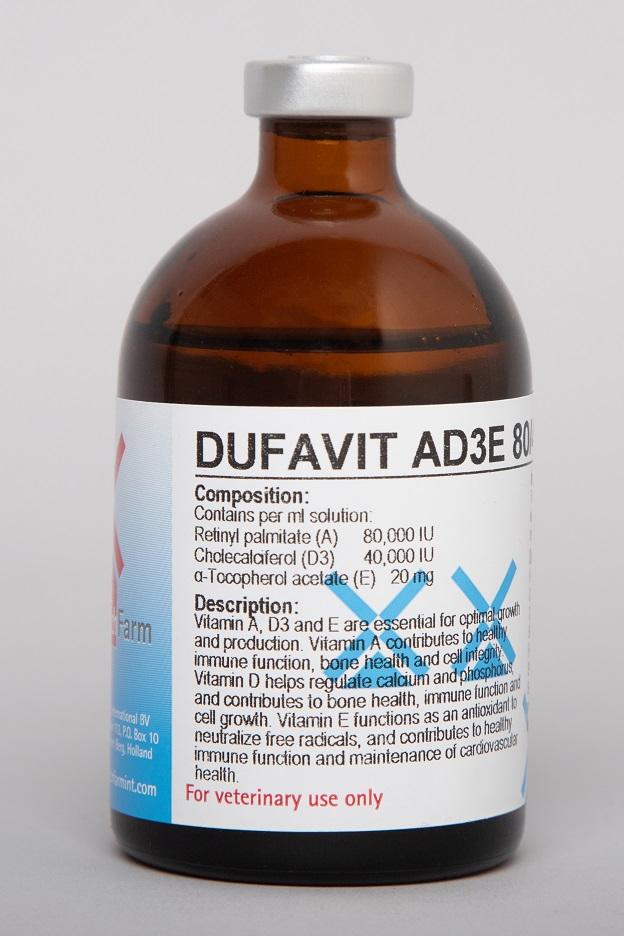 DUFAVIT AD3E 80/
Composition:
Contains per ml solution:
Retinyl palmitate (A) 80,000 IU
Cholecalciferol (D3) 40,000 IU
α-Tocopherol acetate (E) 20 mg
Description:
Vitamin A, D3 and E are essential for optimal growth
and production. Vitamin A contributes to healthy
immune function, bone health and cell integrity.
Vitamin D helps regulate calcium and phosphorus,
and contributes to bone health, immune function and
cell growth. Vitamin E functions as an antioxidant to
neutralize free radicals, and contributes to healthy
immune function and maintenance of cardiovascular
health.
For veterinary use only
Farm
BV
P.O. Box 10
Berg, Holland